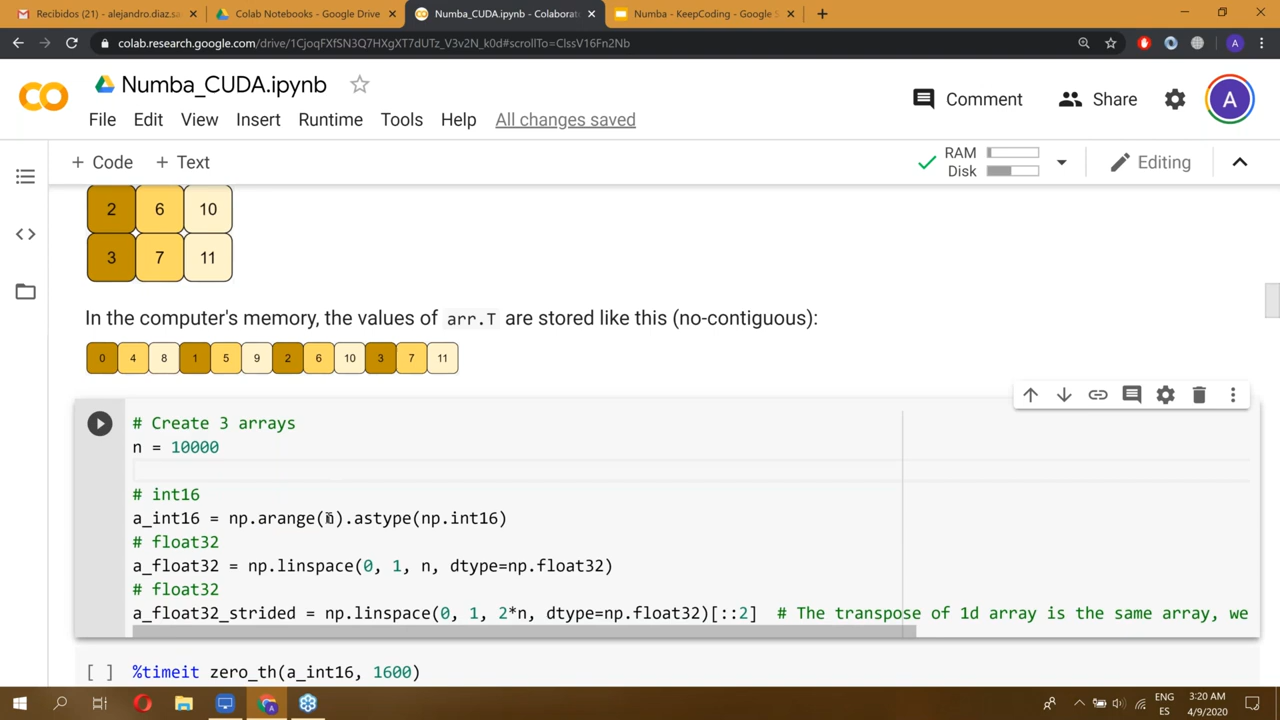 Recibidos (21) - alejandro.diaz.sa
Colab Notebooks - Google Drive
Numba_CUDA.ipynb - Colaborat
Numba - KeepCoding - Google S
colab.research.google.com/drive/1CjoqFXfSN3Q7HXgXT7dUTz_V3v2N_k0d#scrollTo=ClssV16Fn2Nb
A
CO
Numba_CUDA.ipynb
Comment
Share
A
File Edit View Insert Runtime Tools Help All changes saved
+ Code + Text
RAM
Disk
Editing
2 6 10
3 7 11
In the computer's memory, the values of arr.T are stored like this (no-contiguous):
0 4 8 1 5 9 2 6 10 3 7 11
# Create 3 arrays
n = 10000
# int16
a_int16 = np.arange(n).astype(np.int16)
# float32
a_float32 = np.linspace(0, 1, n, dtype=np.float32)
# float32
a_float32_strided = np.linspace(0, 1, 2*n, dtype=np.float32)[::2] # The transpose of 1d array is the same array, we
[ ] %timeit zero_th(a_int16, 1600)
ENG
ES
3:20 AM
4/9/2020